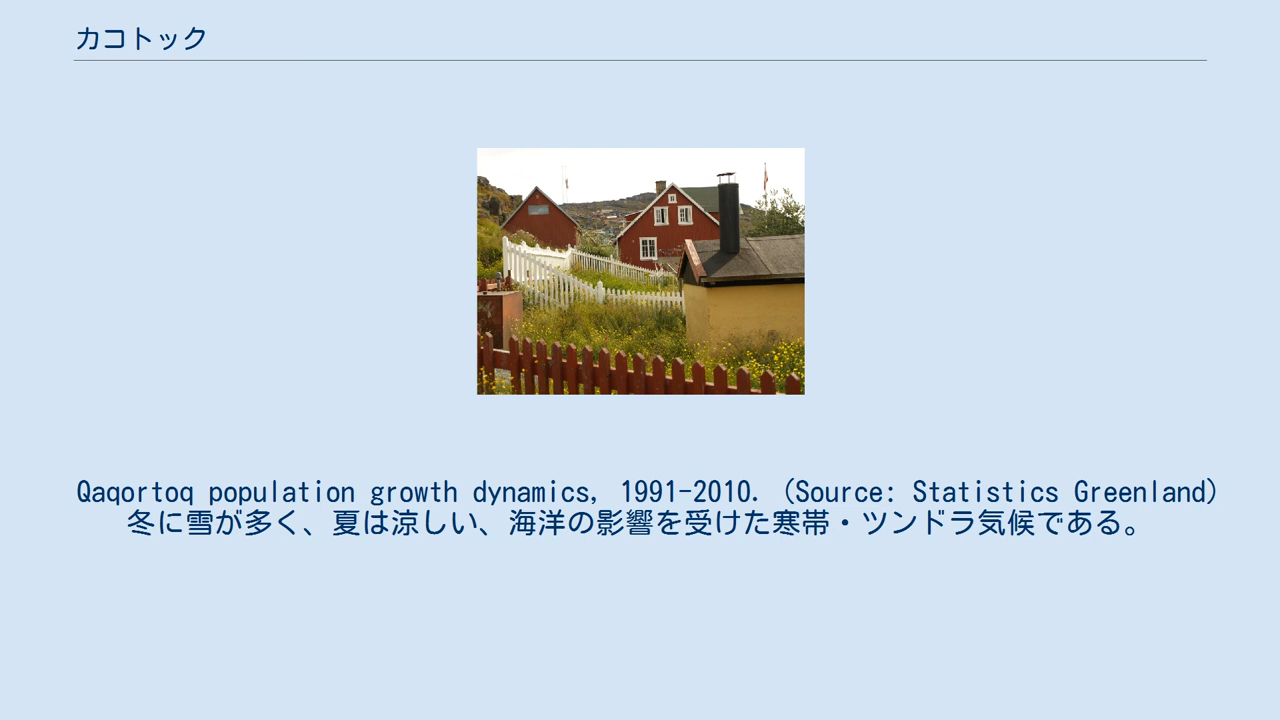 カコトック
Qaqortoq population growth dynamics, 1991-2010. (Source: Statistics Greenland)
冬に雪が多く、夏は涼しい、海洋の影響を受けた寒帯・ツンドラ気候である。